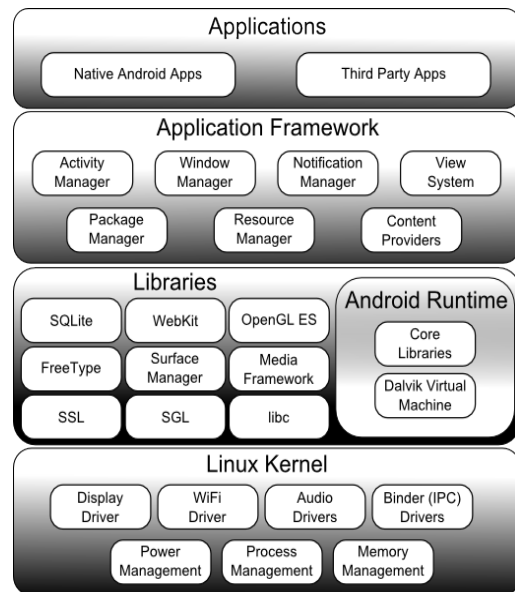 Applications
Native Android Apps
Third Party Apps
Application Framework
Activity
Manager
Window
Manager
Notification
Manager
View
System
Package
Manager
Resource
Manager
Content
Providers
Libraries
SQLite
WebKit
OpenGL ES
FreeType
Surface
Manager
Media
Framework
SSL
SGL
libc
Android Runtime
Core
Libraries
Dalvik Virtual
Machine
Linux Kernel
Display
Driver
WiFi
Driver
Audio
Drivers
Binder (IPC)
Drivers
Power
Management
Process
Management
Memory
Management